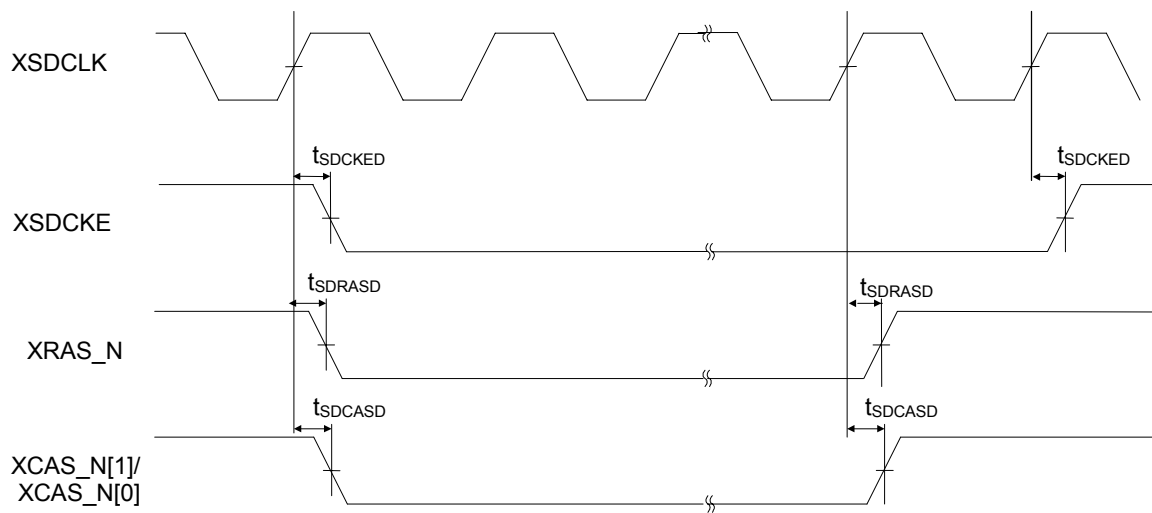 XSDCLK
tSDCKED tSDCKED
XSDCKE
tSDRASD tSDRASD
XRAS_N
tSDCASD tSDCASD
XCAS_N[1]/
XCAS_N[0]